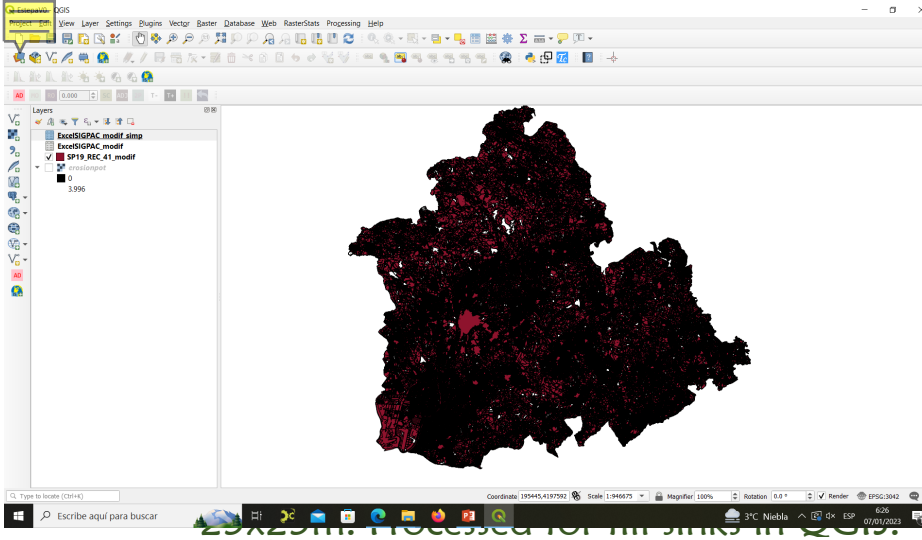 EstepaV0 QGIS
Project Edit View Layer Settings Plugins Vector Raster Database Web RasterStats Processing Help
0.000
Layers
ExcelSIGPAC_modif_simp
ExcelSIGPAC_modif
SP19_REC_41_modif
erosionpot
0
3.996
Type to locate (Ctrl+K)
Coordinate 195445,4197592 Scale 1:946675 Magnifier 100% Rotation 0.0 ° Render EPSG:3042
Escribe aquí para buscar
3°C Niebla ESP 6:26
07/01/2023
25x25m. Processed for fill sinks in QGIS.